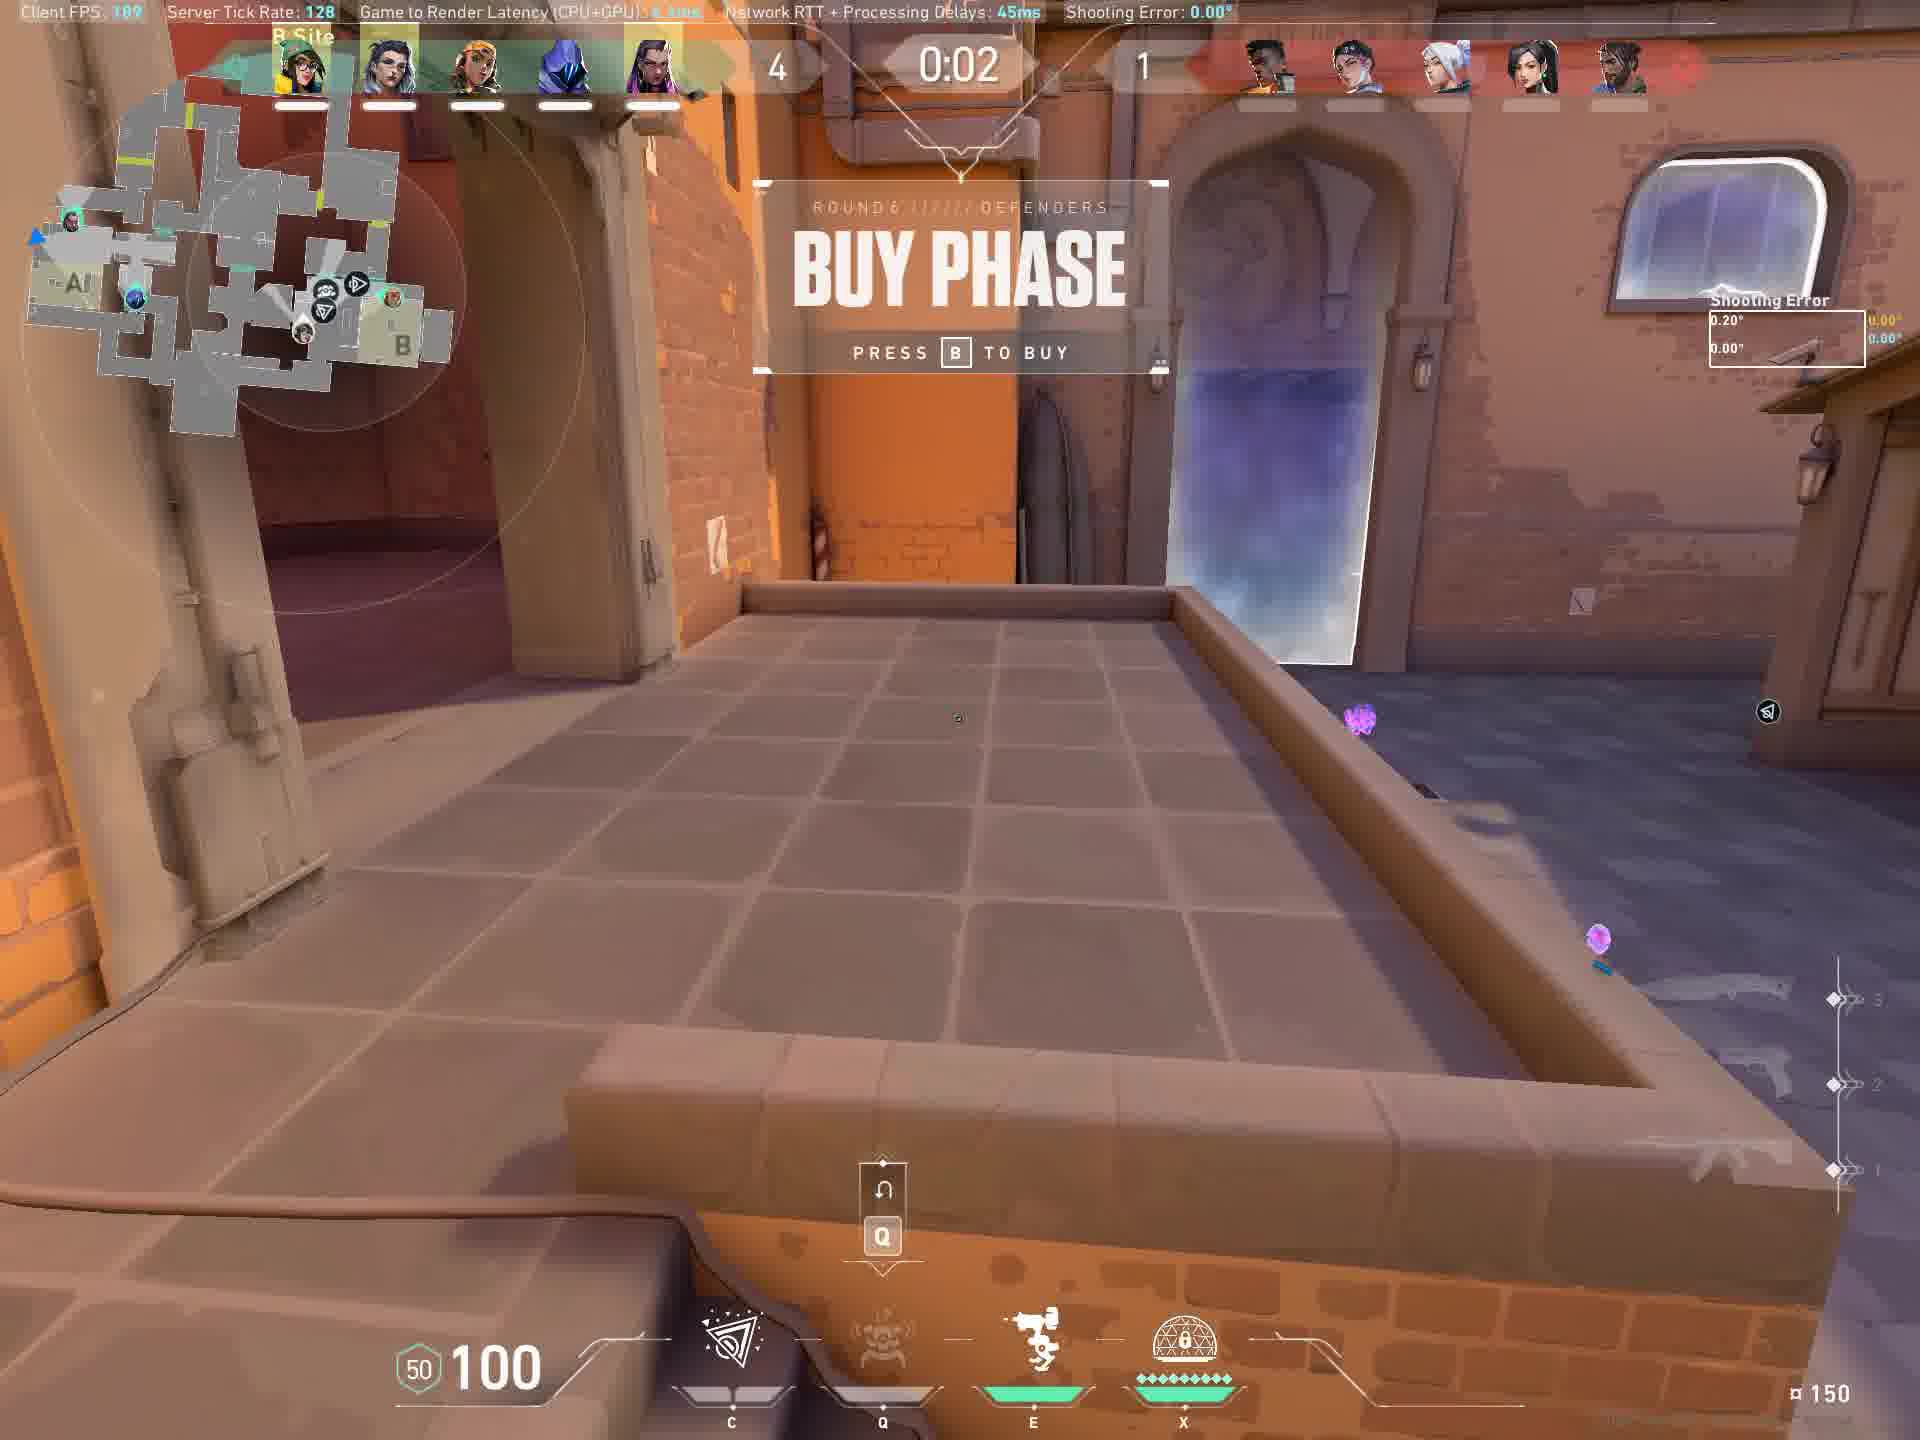 Client FPS: 189 Server Tick Rate: 128 Game to Render Latency (CPU+GPU): Network RTT + Processing Delays: 45ms Shooting Error: 0.00°
B Site
4 0:02 1
ROUND 6 ////// DEFENDERS
BUY PHASE
PRESS B TO BUY
A
B
Shooting Error
0.20° 0.00°
0.00° 0.00°
3
2
1
Q
50 100
¤ 150
C Q E X